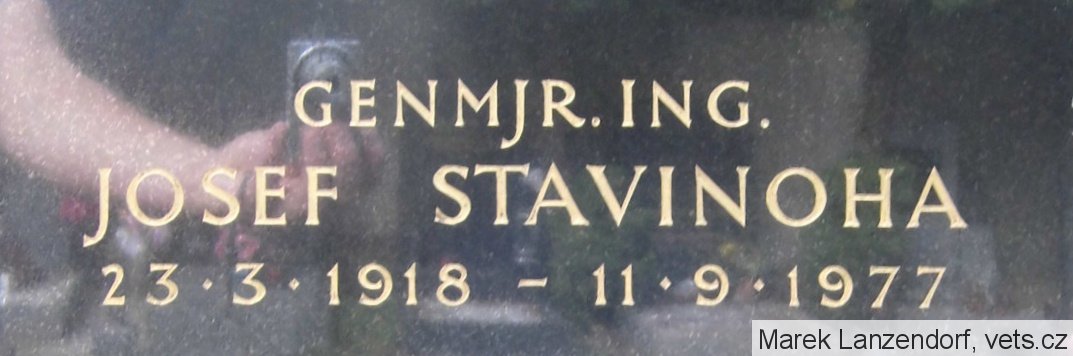 GENMJR. ING.
JOSEF STAVINOHA
23·3·1918 - 11·9·1977
Marek Lanzendorf, vets.cz